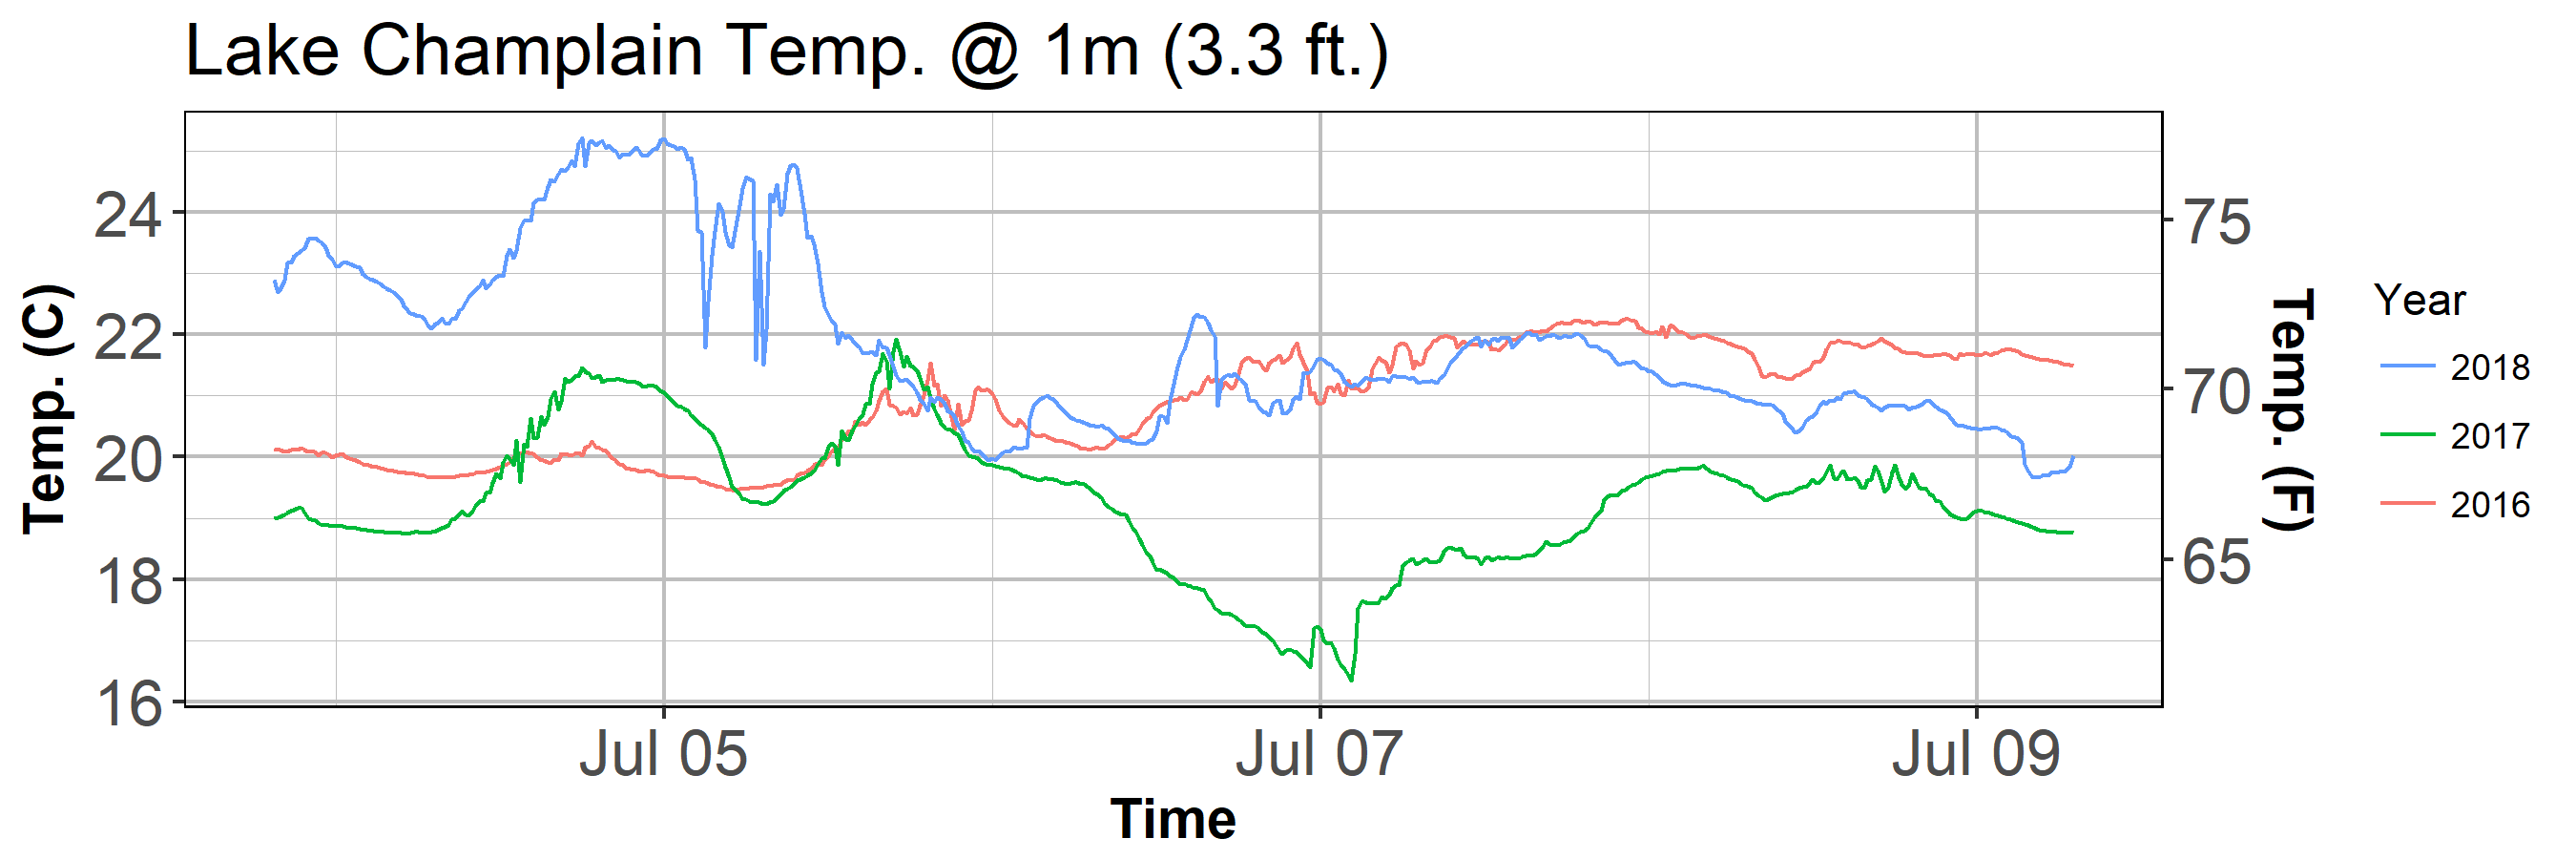 Lake Champlain Temp. @ 1m (3.3 ft.)
Temp. (C)
24
22
20
18
16
75
70
65
Temp. (F)
Jul 05
Jul 07
Jul 09
Time
Year
2018
2017
2016